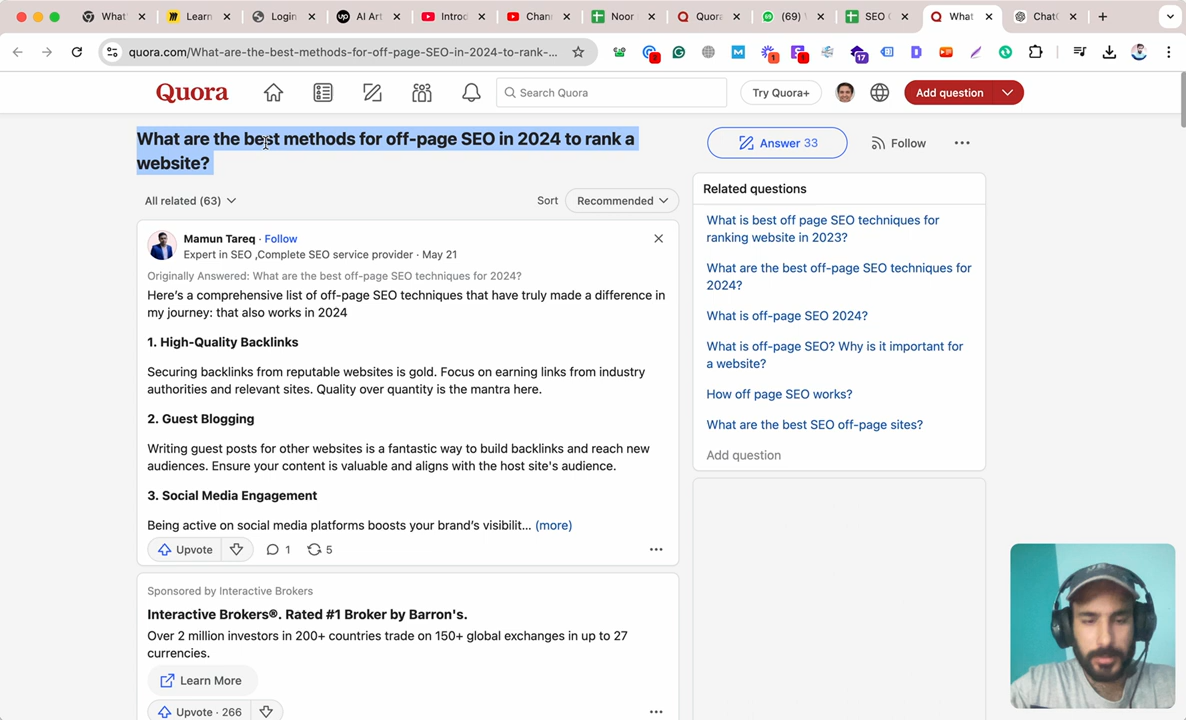 What'
Learn
Login
AI Art
Introd
Chan
Noor
Quora
(69)
SEO
What
ChatG
quora.com/What-are-the-best-methods-for-off-page-SEO-in-2024-to-rank-...
2
1
1
17
Quora
Search Quora
Try Quora+
Add question
What are the best methods for off-page SEO in 2024 to rank a
website?
Answer 33
Follow
All related (63)
Sort
Recommended
Mamun Tareq · Follow
Expert in SEO ,Complete SEO service provider · May 21
Originally Answered: What are the best off-page SEO techniques for 2024?
Here's a comprehensive list of off-page SEO techniques that have truly made a difference in
my journey: that also works in 2024
1. High-Quality Backlinks
Securing backlinks from reputable websites is gold. Focus on earning links from industry
authorities and relevant sites. Quality over quantity is the mantra here.
2. Guest Blogging
Writing guest posts for other websites is a fantastic way to build backlinks and reach new
audiences. Ensure your content is valuable and aligns with the host site's audience.
3. Social Media Engagement
Being active on social media platforms boosts your brand's visibilit... (more)
Upvote
1
5
Sponsored by Interactive Brokers
Interactive Brokers®. Rated #1 Broker by Barron's.
Over 2 million investors in 200+ countries trade on 150+ global exchanges in up to 27
currencies.
Learn More
Upvote · 266
Related questions
What is best off page SEO techniques for
ranking website in 2023?
What are the best off-page SEO techniques for
2024?
What is off-page SEO 2024?
What is off-page SEO? Why is it important for
a website?
How off page SEO works?
What are the best SEO off-page sites?
Add question